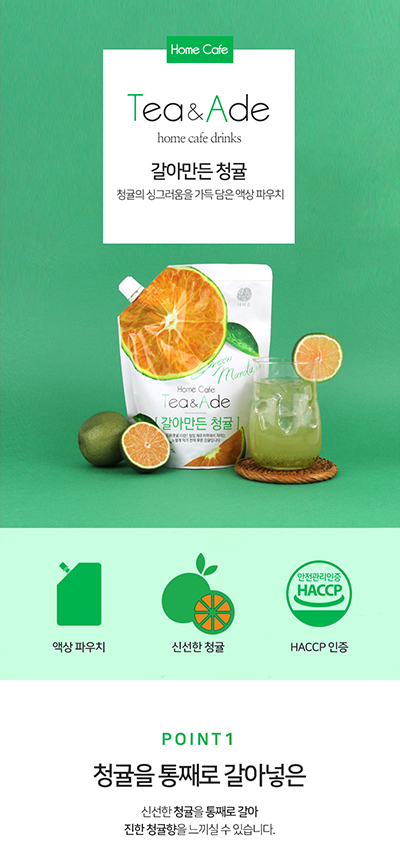 Home Cafe
Tea&Ade
home cafe drinks
갈아만든 청귤
청귤의 싱그러움을 가득 담은 액상 파우치
Green
Home Cafe
Tea&Ade
갈아만든 청귤
안전관리인증
HACCP
액상 파우치
신선한 청귤
HACCP 인증
POINT1
청귤을 통째로 갈아넣은
신선한 청귤을 통째로 갈아
진한 청귤향을 느끼실 수 있습니다.